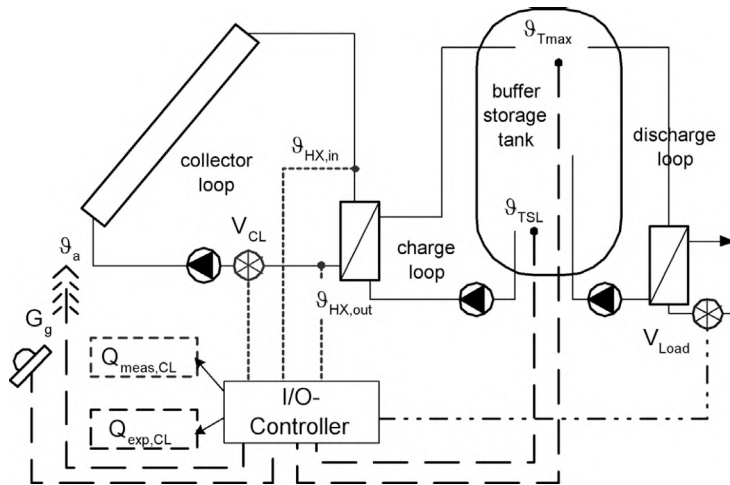 ϑTmax
buffer
storage
tank
discharge
loop
ϑHX,in
collector
loop
ϑTSL
VCL
ϑa
charge
loop
ϑHX,out
Gg
VLoad
Qmeas,CL
I/O-
Controller
Qexp,CL